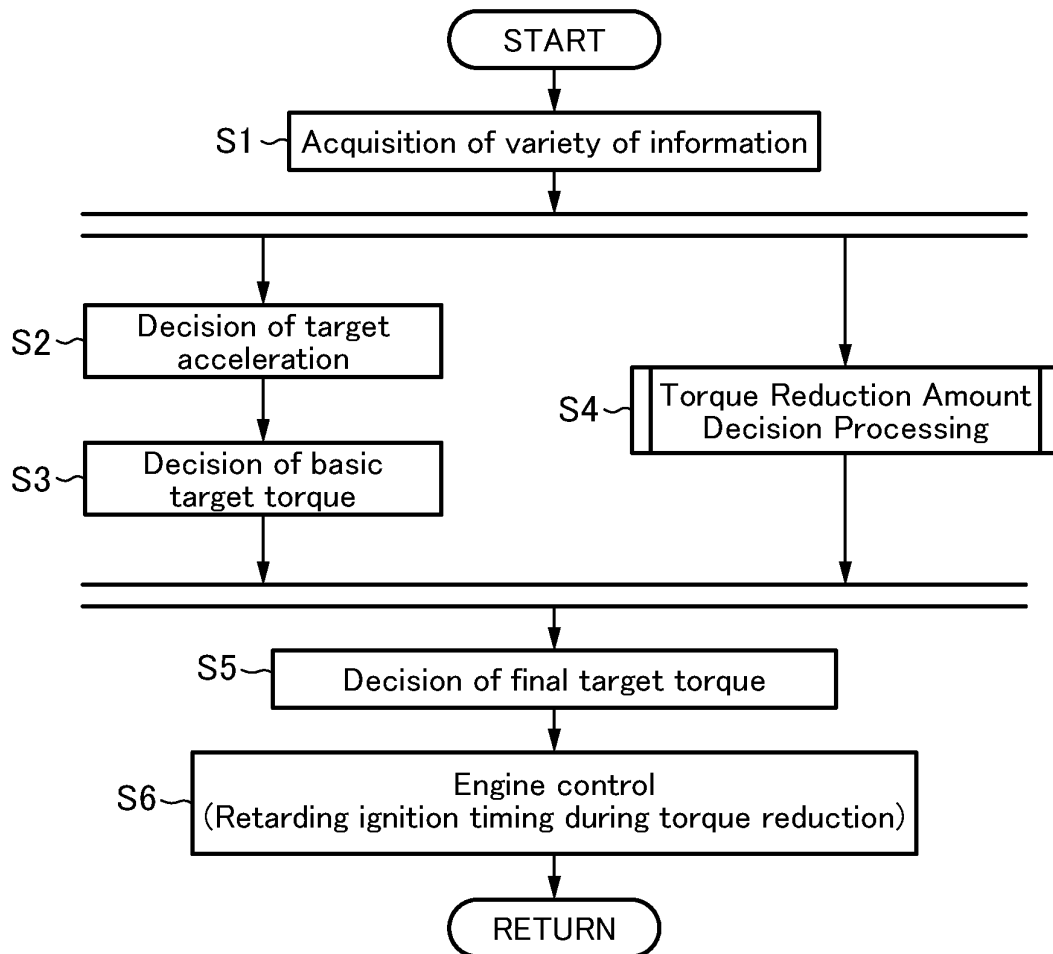 START
S1
Acquisition of variety of information
S2
Decision of target
acceleration
S3
Decision of basic
target torque
S4
Torque Reduction Amount
Decision Processing
S5
Decision of final target torque
S6
Engine control
(Retarding ignition timing during torque reduction)
RETURN